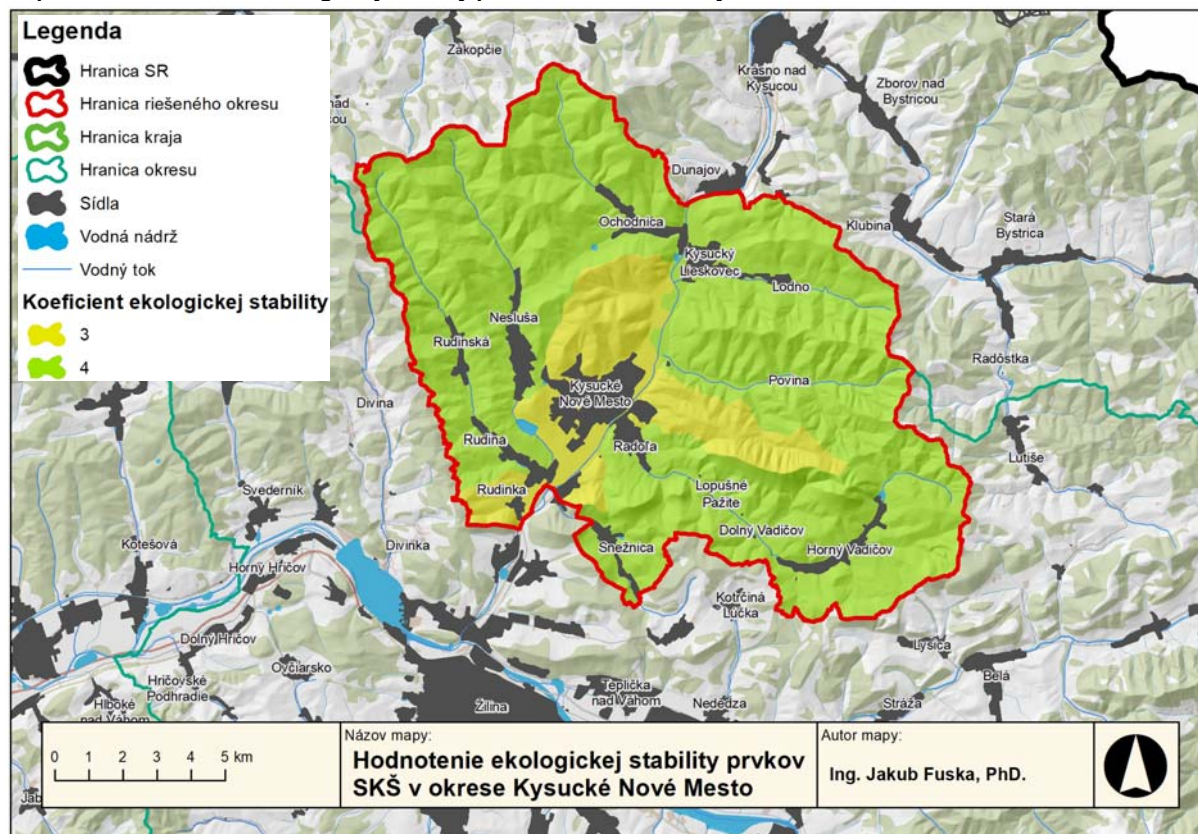 Legenda
Hranica SR
Hranica riešeného okresu
Hranica kraja
Hranica okresu
Sídla
Vodná nádrž
Vodný tok
Koeficient ekologickej stability
3
4
Zákopčie
Krásno nad
Kysucou
Zborov nad
Bystricou
Dunajov
Ochodnica
Klubina
Stará
Bystrica
Kysucký
Lieskovec
Lodno
Nesluša
Rudinská
Radôstka
Povina
Kysucké
Nové Mesto
Divina
Rudina
Radoľa
Lutiše
Rudinka
Lopušné
Pažite
Svederník
Dolný Vadičov
Kotešová
Divinka
Snežnica
Horný Vadičov
Horný Hričov
Kotrčiná
Lúčka
Dolný Hričov
Lysica
Ovčiarsko
Hričovské
Podhradie
Belá
Teplička
nad Váhom
Hlboké
nad Váhom
Žilina
Nededza
Stráža
0 1 2 3 4 5 km
Názov mapy:
Hodnotenie ekologickej stability prvkov
SKŠ v okrese Kysucké Nové Mesto
Autor mapy:
Ing. Jakub Fuska, PhD.